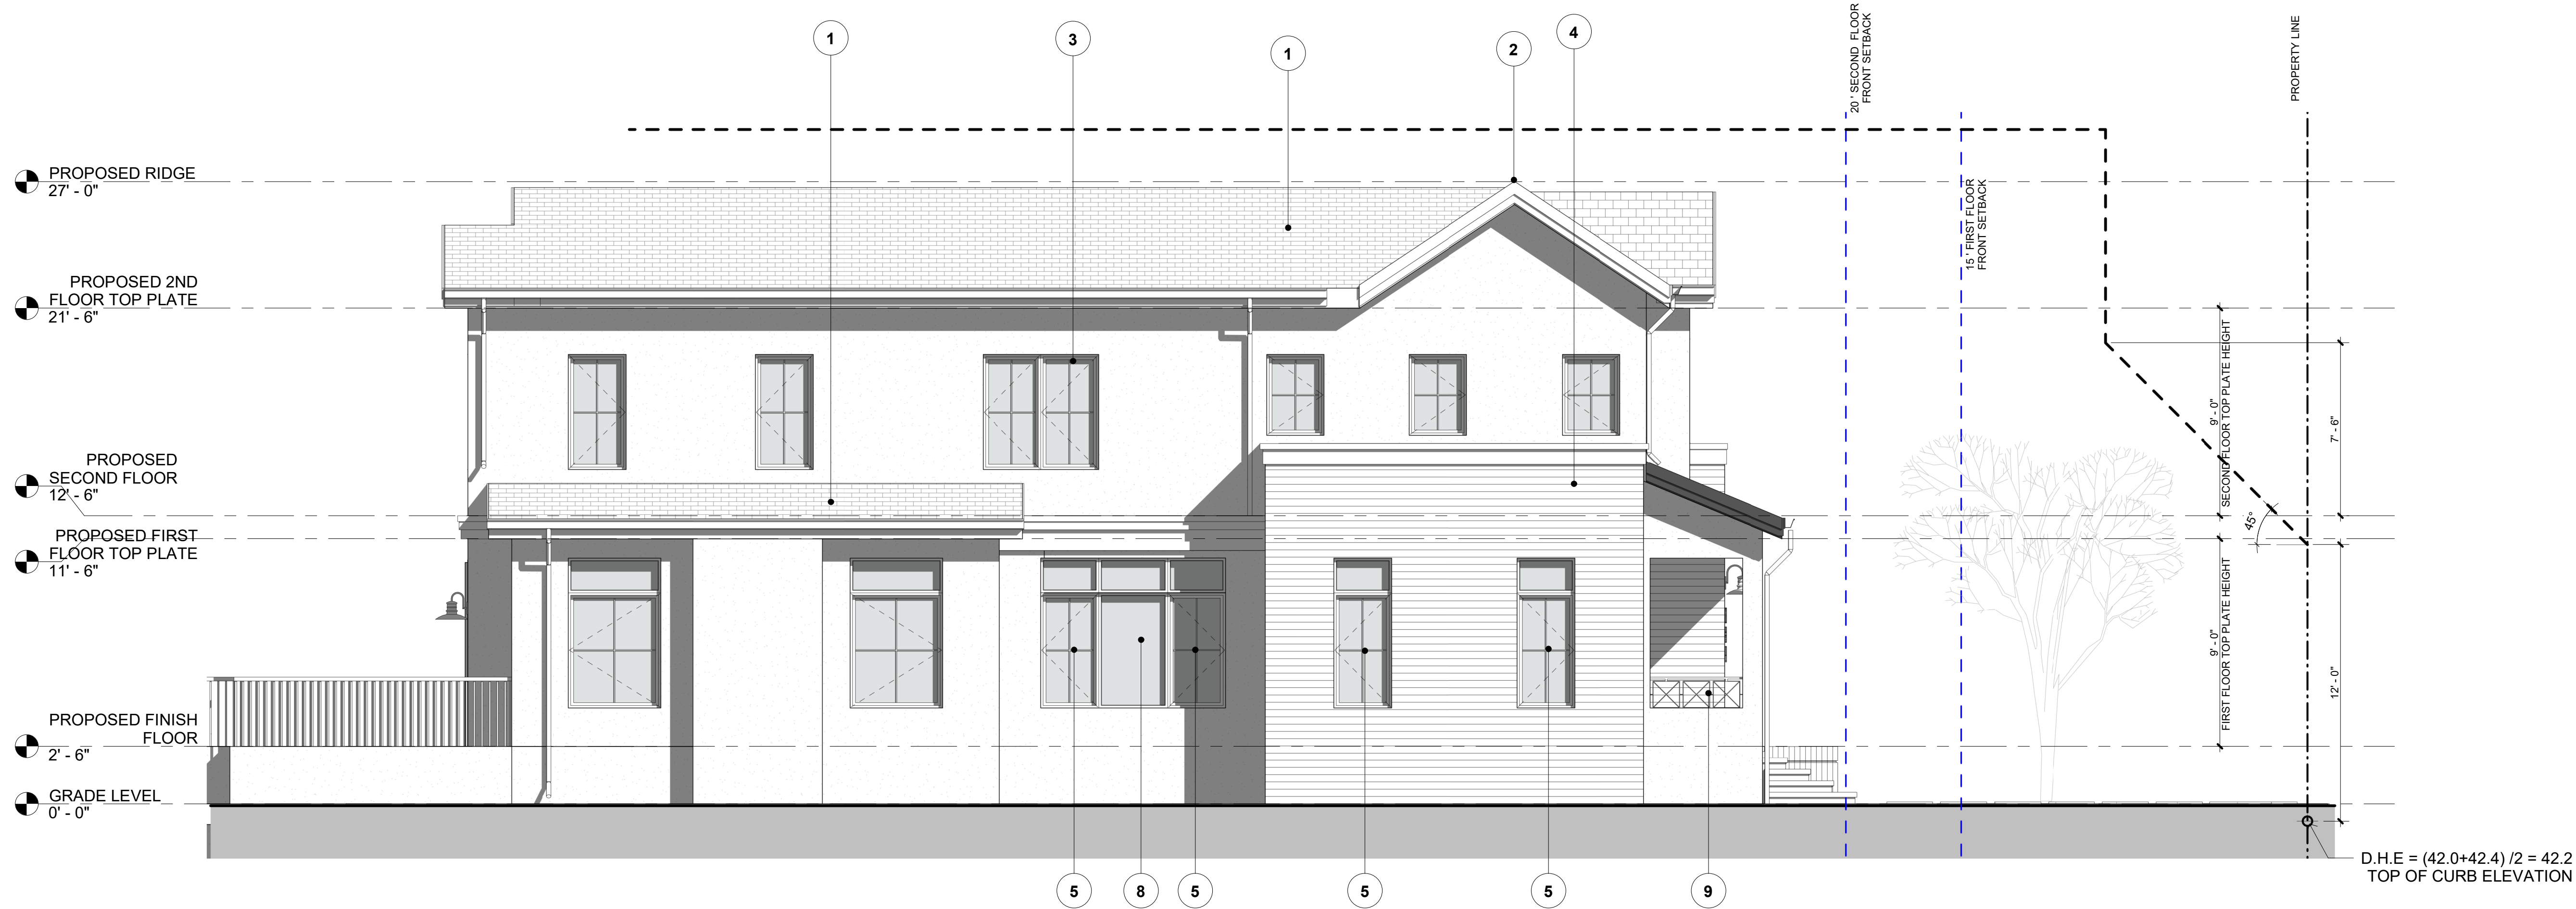 1
3
1
2
4
20 ' SECOND FLOOR
FRONT SETBACK
PROPERTY LINE
15 ' FIRST FLOOR
FRONT SETBACK
PROPOSED RIDGE
27' - 0"
PROPOSED 2ND
FLOOR TOP PLATE
21' - 6"
PROPOSED
SECOND FLOOR
12' - 6"
PROPOSED FIRST
FLOOR TOP PLATE
11' - 6"
PROPOSED FINISH
FLOOR
2' - 6"
GRADE LEVEL
0' - 0"
9' - 0"
SECOND FLOOR TOP PLATE HEIGHT
7' - 6"
45°
9' - 0"
FIRST FLOOR TOP PLATE HEIGHT
12' - 0"
5
8
5
5
5
9
D.H.E = (42.0+42.4) /2 = 42.2
TOP OF CURB ELEVATION